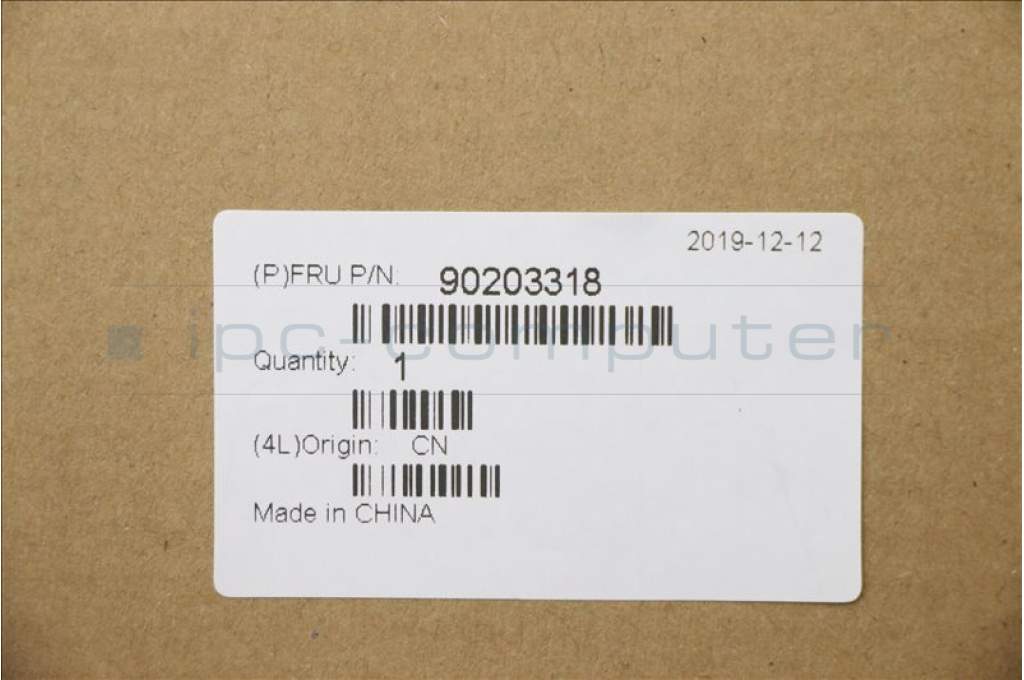 2019-12-12
(P)FRU P/N: 90203318
ipc-computer
Quantity: 1
(4L)Origin: CN
Made in CHINA